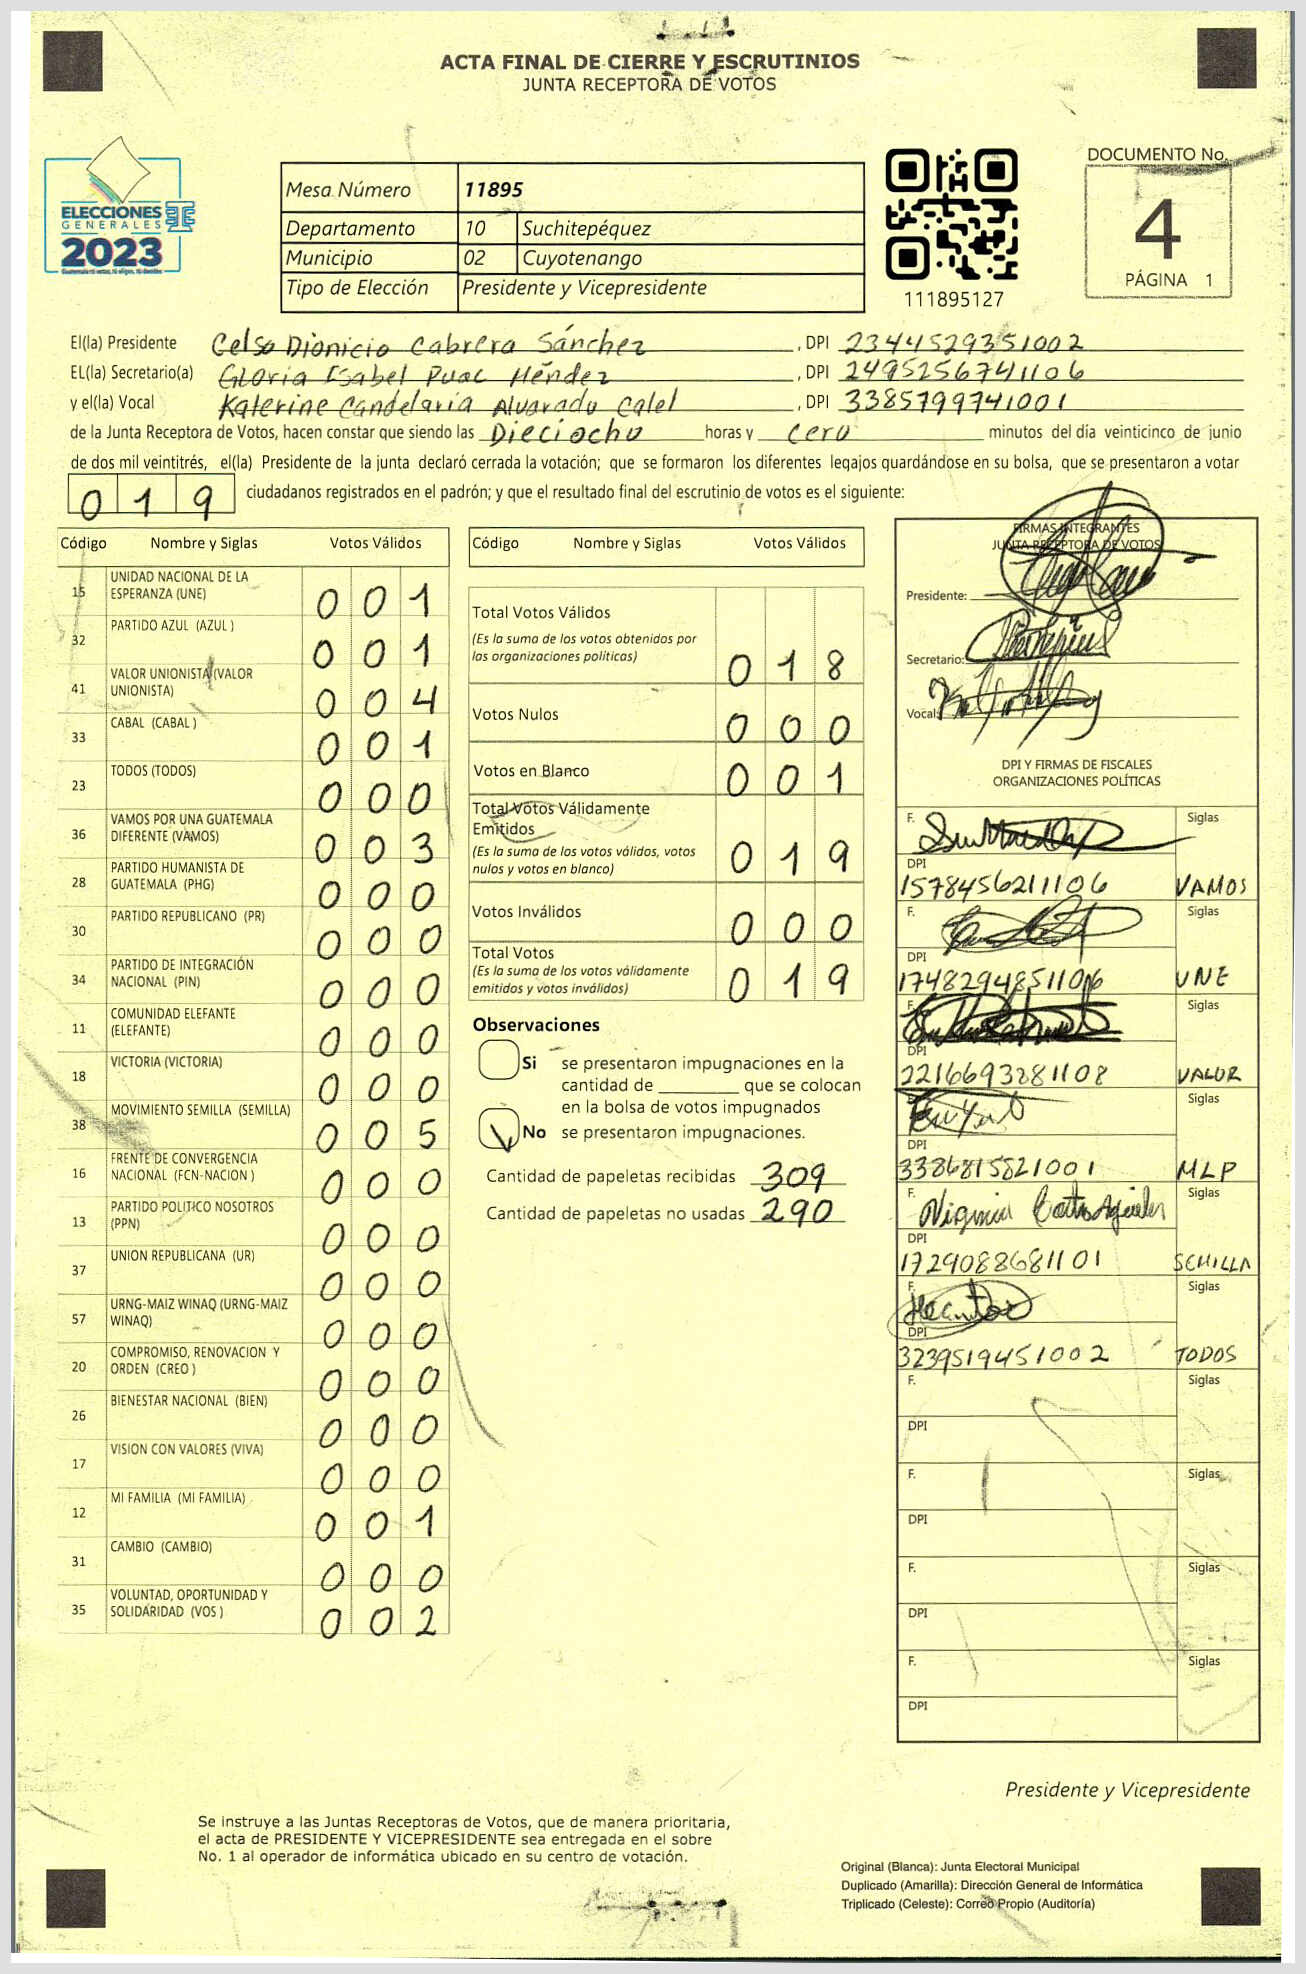 ACTA FINAL DE CIERRE Y ESCRUTINIOS
JUNTA RECEPTORA DE VOTOS
ELECCIONES
GENERALES
2023
Mesa Número 11895
Departamento 10 Suchitepéquez
Municipio 02 Cuyotenango
Tipo de Elección Presidente y Vicepresidente
111895127
DOCUMENTO No.
4
PÁGINA 1
El(la) Presidente Celso Dionicio Cabrera Sánchez, DPI 2344529351002
EL(la) Secretario(a) Gloria Isabel Puac Méndez, DPI 2495256741106
y el(la) Vocal Katerine Candelaria Alvarado Calel, DPI 3385799741001
de la Junta Receptora de Votos, hacen constar que siendo las Dieciocho horas y cero minutos del día veinticinco de junio
de dos mil veintitrés, el(la) Presidente de la junta declaró cerrada la votación; que se formaron los diferentes legajos guardándose en su bolsa, que se presentaron a votar
019 ciudadanos registrados en el padrón; y que el resultado final del escrutinio de votos es el siguiente:
Código Nombre y Siglas Votos Válidos
15 UNIDAD NACIONAL DE LA ESPERANZA (UNE) 0 0 1
32 PARTIDO AZUL (AZUL ) 0 0 1
41 VALOR UNIONISTA (VALOR UNIONISTA) 0 0 4
33 CABAL (CABAL ) 0 0 1
23 TODOS (TODOS) 0 0 0
36 VAMOS POR UNA GUATEMALA DIFERENTE (VAMOS) 0 0 3
28 PARTIDO HUMANISTA DE GUATEMALA (PHG) 0 0 0
30 PARTIDO REPUBLICANO (PR) 0 0 0
34 PARTIDO DE INTEGRACIÓN NACIONAL (PIN) 0 0 0
11 COMUNIDAD ELEFANTE (ELEFANTE) 0 0 0
18 VICTORIA (VICTORIA) 0 0 0
38 MOVIMIENTO SEMILLA (SEMILLA) 0 0 5
16 FRENTE DE CONVERGENCIA NACIONAL (FCN-NACION ) 0 0 0
13 PARTIDO POLITICO NOSOTROS (PPN) 0 0 0
37 UNION REPUBLICANA (UR) 0 0 0
57 URNG-MAIZ WINAQ (URNG-MAIZ WINAQ) 0 0 0
20 COMPROMISO, RENOVACION Y ORDEN (CREO ) 0 0 0
26 BIENESTAR NACIONAL (BIEN) 0 0 0
17 VISION CON VALORES (VIVA) 0 0 0
12 MI FAMILIA (MI FAMILIA) 0 0 1
31 CAMBIO (CAMBIO) 0 0 0
35 VOLUNTAD, OPORTUNIDAD Y SOLIDARIDAD (VOS ) 0 0 2
Código Nombre y Siglas Votos Válidos
Total Votos Válidos
(Es la suma de los votos obtenidos por
las organizaciones políticas) 0 1 8
Votos Nulos 0 0 0
Votos en Blanco 0 0 1
Total Votos Válidamente
Emitidos
(Es la suma de los votos válidos, votos
nulos y votos en blanco) 0 1 9
Votos Inválidos 0 0 0
Total Votos
(Es la suma de los votos válidamente
emitidos y votos inválidos) 0 1 9
Observaciones
Si se presentaron impugnaciones en la
cantidad de ________ que se colocan
en la bolsa de votos impugnados
No se presentaron impugnaciones.
Cantidad de papeletas recibidas 309
Cantidad de papeletas no usadas 290
FIRMAS INTEGRANTES
JUNTA RECEPTORA DE VOTOS
Presidente:
Secretario:
Vocal:
DPI Y FIRMAS DE FISCALES
ORGANIZACIONES POLÍTICAS
F. Siglas
DPI
1578456211106 VAMOS
F. Siglas
DPI
1748294851106 UNE
F. Siglas
DPI
2216693281108 VALOR
Siglas
DPI
3386815821001 MLP
F. Virginia Siglas
DPI
1729088681101 SEMILLA
F. Siglas
DPI
3239519451002 TODOS
F. Siglas
DPI
F. Siglas
DPI
F. Siglas
DPI
F. Siglas
DPI
Presidente y Vicepresidente
Se instruye a las Juntas Receptoras de Votos, que de manera prioritaria,
el acta de PRESIDENTE Y VICEPRESIDENTE sea entregada en el sobre
No. 1 al operador de informática ubicado en su centro de votación.
Original (Blanca): Junta Electoral Municipal
Duplicado (Amarilla): Dirección General de Informática
Triplicado (Celeste): Correo Propio (Auditoría)